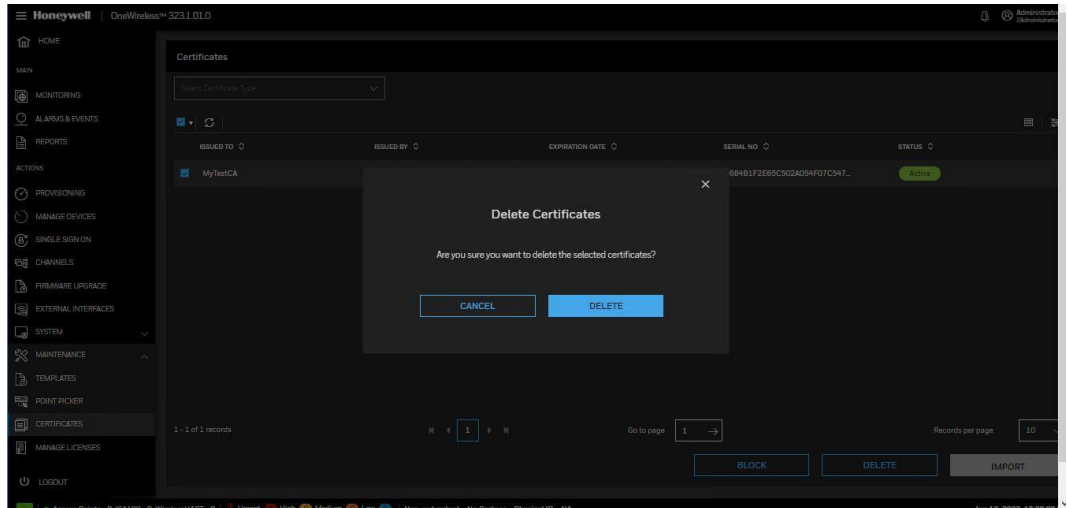 Honeywell | OneWireless™ 323.1.01.0
Administrator
(Administrator
HOME
MAIN
MONITORING
ALARMS & EVENTS
REPORTS
ACTIONS
PROVISIONING
MANAGE DEVICES
SINGLE SIGN ON
CHANNELS
FIRMWARE UPGRADE
EXTERNAL INTERFACES
SYSTEM
MAINTENANCE
TEMPLATES
POINT PICKER
CERTIFICATES
MANAGE LICENSES
LOGOUT
Certificates
Select Certificate Type
ISSUED TO ISSUED BY EXPIRATION DATE SERIAL NO STATUS
MyTestCA Active
Delete Certificates
Are you sure you want to delete the selected certificates?
CANCEL DELETE
1 - 1 of 1 records 1 Go to page 1 Records per page 10
BLOCK DELETE IMPORT